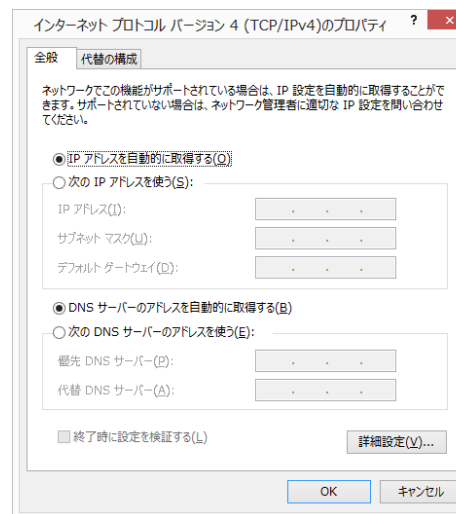 インターネット プロトコル バージョン 4 (TCP/IPv4)のプロパティ
?
×
全般
代替の構成
ネットワークでこの機能がサポートされている場合は、IP 設定を自動的に取得することがで
きます。サポートされていない場合は、ネットワーク管理者に適切な IP 設定を問い合わせ
てください。
IP アドレスを自動的に取得する(O)
次の IP アドレスを使う(S):
IP アドレス(I):
サブネット マスク(U):
デフォルト ゲートウェイ(D):
DNS サーバーのアドレスを自動的に取得する(B)
次の DNS サーバーのアドレスを使う(E):
優先 DNS サーバー(P):
代替 DNS サーバー(A):
終了時に設定を検証する(L)
詳細設定(V)...
OK
キャンセル